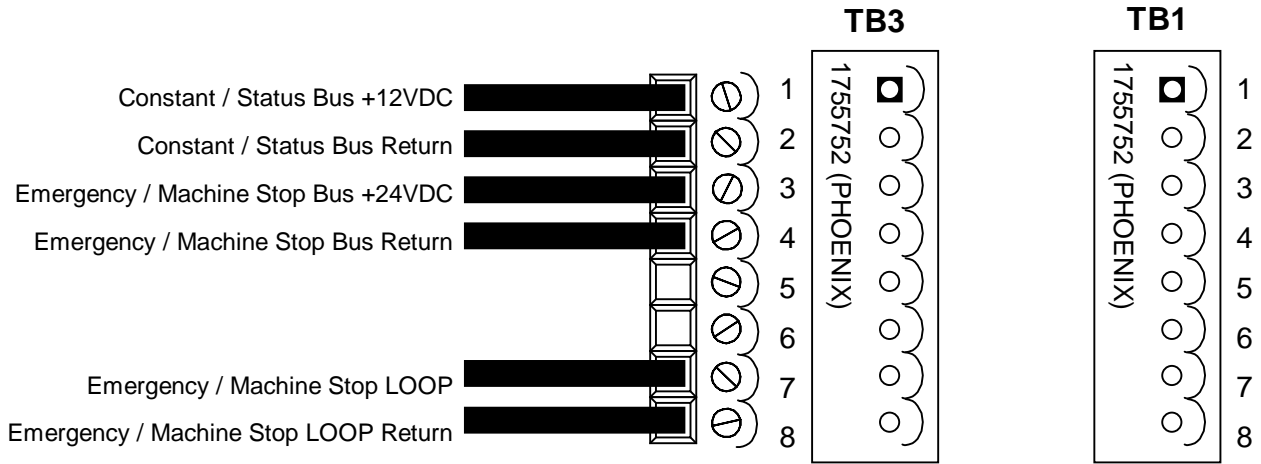 TB3
TB1
Constant / Status Bus +12VDC
Constant / Status Bus Return
Emergency / Machine Stop Bus +24VDC
Emergency / Machine Stop Bus Return
Emergency / Machine Stop LOOP
Emergency / Machine Stop LOOP Return
1
2
3
4
5
6
7
8
1755752 (PHOENIX)
1755752 (PHOENIX)
1
2
3
4
5
6
7
8